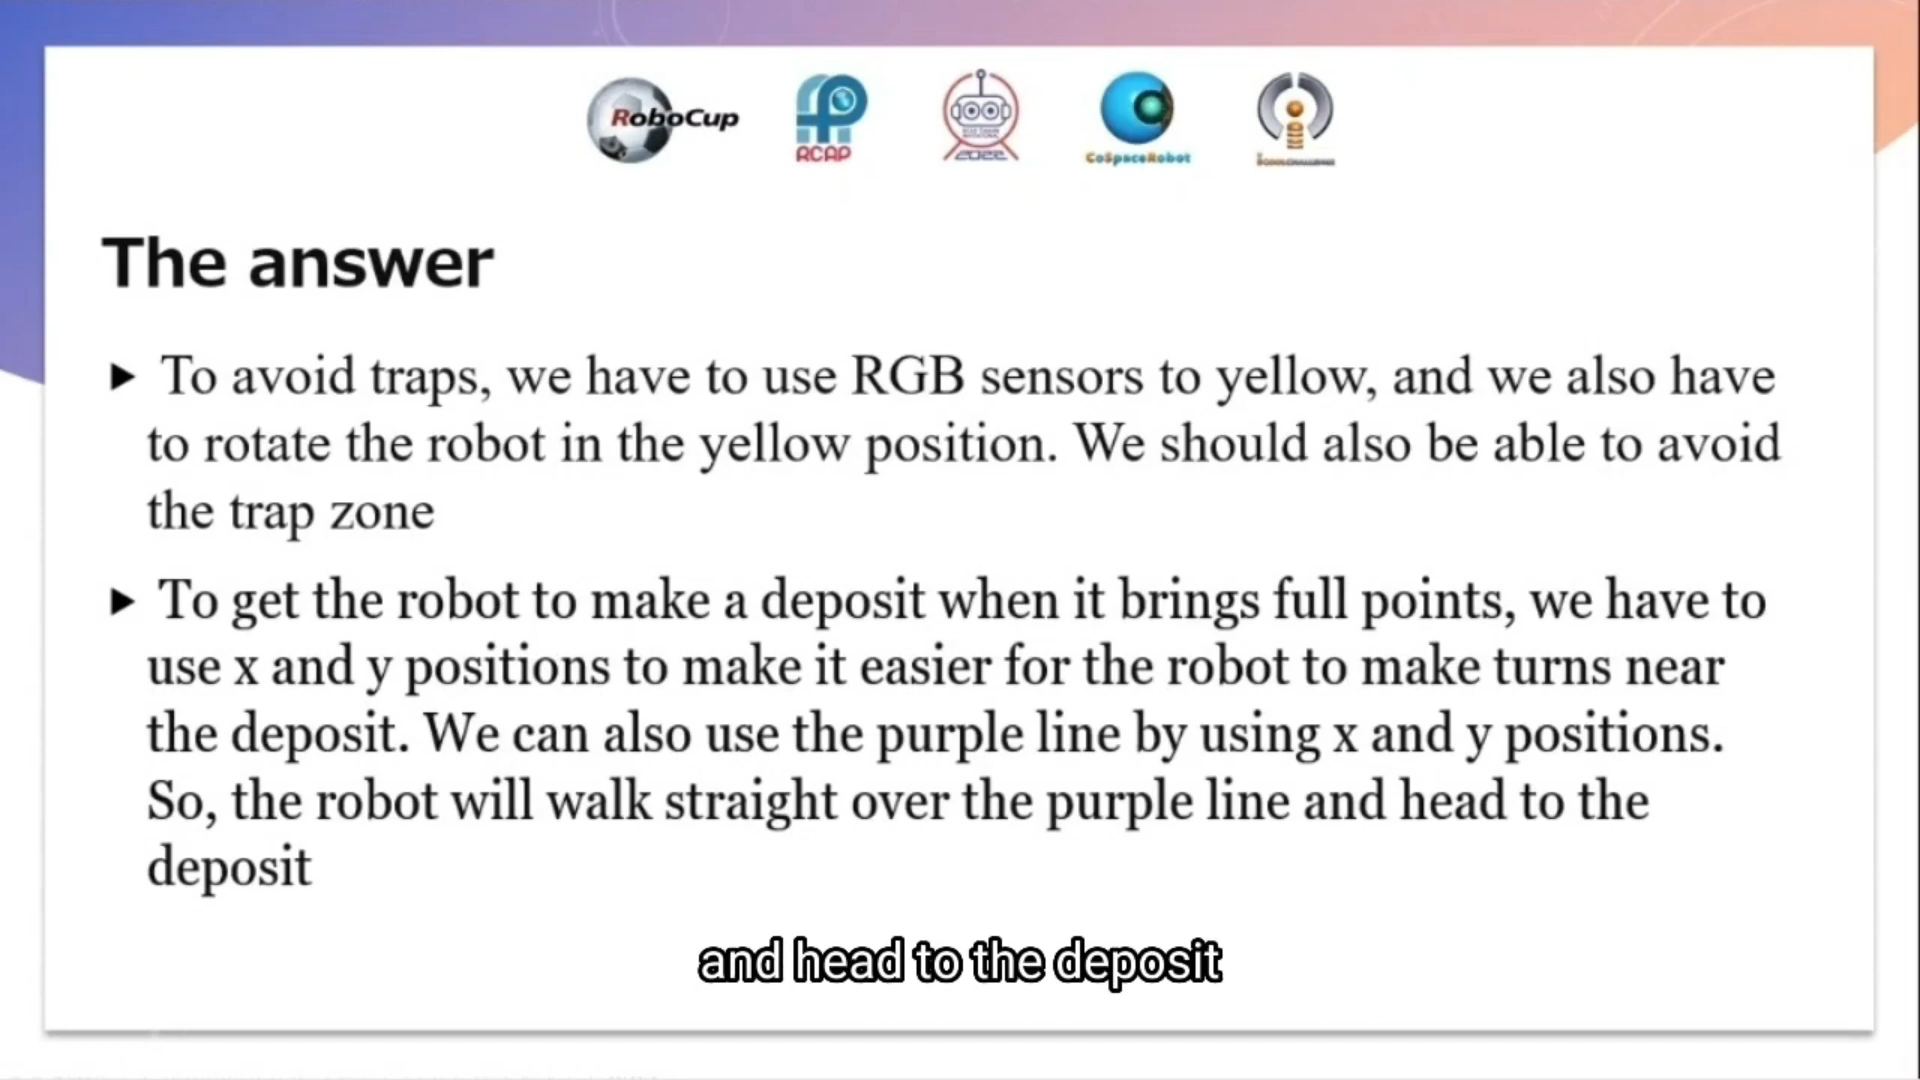 RoboCup
RCAP
2022
CoSpaceRobot
The answer
To avoid traps, we have to use RGB sensors to yellow, and we also have
to rotate the robot in the yellow position. We should also be able to avoid
the trap zone
To get the robot to make a deposit when it brings full points, we have to
use x and y positions to make it easier for the robot to make turns near
the deposit. We can also use the purple line by using x and y positions.
So, the robot will walk straight over the purple line and head to the
deposit
and head to the deposit